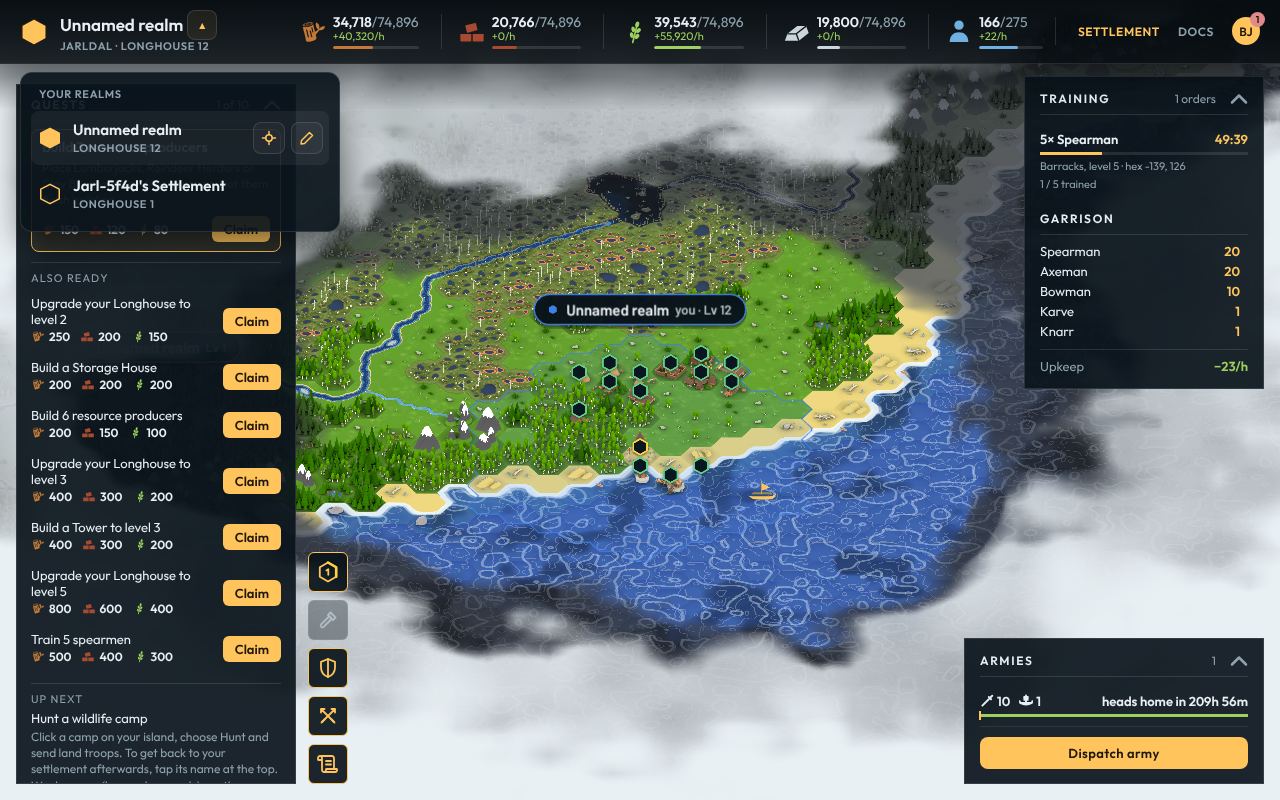 Unnamed realm
JARLDAL · LONGHOUSE 12
34,718/74,896
+40,320/h
20,766/74,896
+0/h
39,543/74,896
+55,920/h
19,800/74,896
+0/h
166/275
+22/h
SETTLEMENT
DOCS
BJ
1
YOUR REALMS
QUESTS
1 of 10
Unnamed realm
LONGHOUSE 12
Jarl-5f4d's Settlement
LONGHOUSE 1
150 120 80
Claim
ALSO READY
Upgrade your Longhouse to
level 2
250 200 150
Claim
Build a Storage House
200 200 200
Claim
Build 6 resource producers
200 150 100
Claim
Upgrade your Longhouse to
level 3
400 300 200
Claim
Build a Tower to level 3
400 300 200
Claim
Upgrade your Longhouse to
level 5
800 600 400
Claim
Train 5 spearmen
500 400 300
Claim
UP NEXT
Hunt a wildlife camp
Click a camp on your island, choose Hunt and
send land troops. To get back to your
settlement afterwards, tap its name at the top.
1
Unnamed realm you · Lv 12
TRAINING
1 orders
5× Spearman
49:39
Barracks, level 5 · hex -139, 126
1 / 5 trained
GARRISON
Spearman 20
Axeman 20
Bowman 10
Karve 1
Knarr 1
Upkeep −23/h
ARMIES
1
10 1 heads home in 209h 56m
Dispatch army